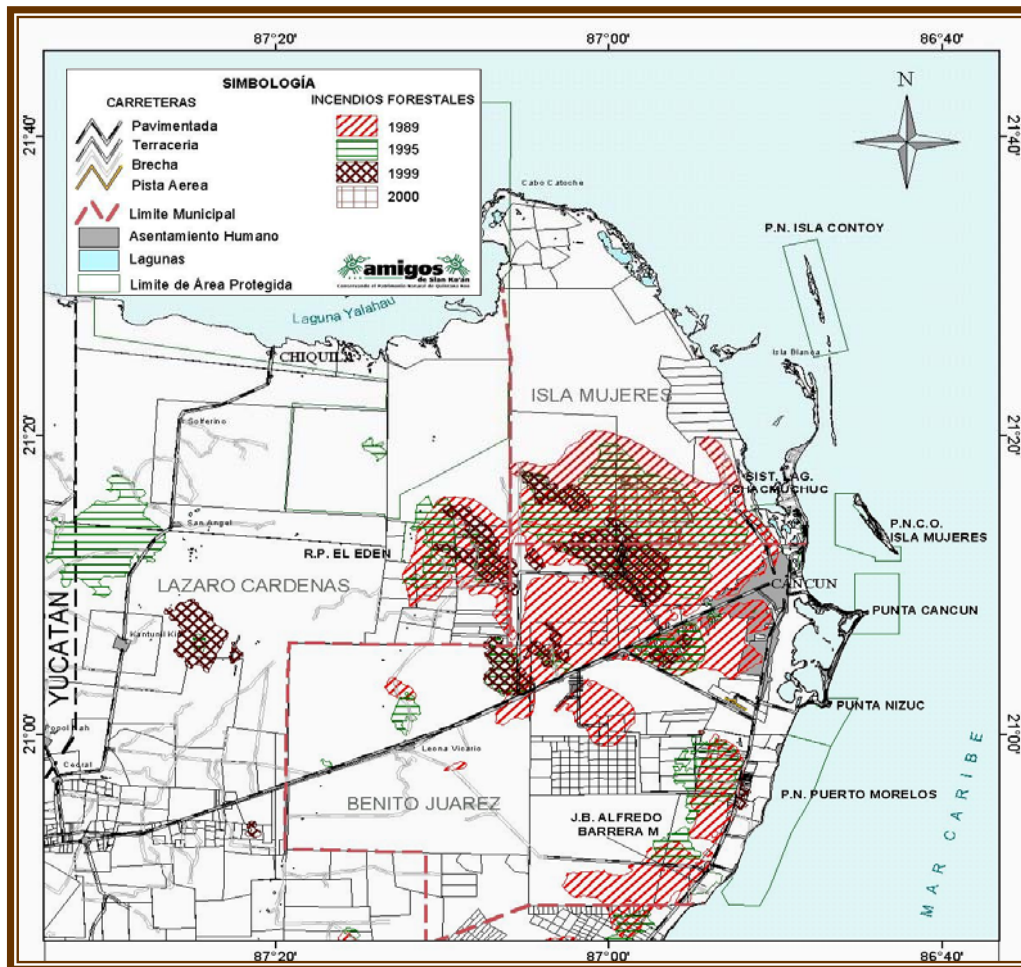 87°20'
87°00'
86°40'
SIMBOLOGÍA
CARRETERAS
Pavimentada
Terraceria
Brecha
Pista Aerea
Limite Municipal
Asentamiento Humano
Lagunas
Limite de Área Protegida
INCENDIOS FORESTALES
1989
1995
1999
2000
amigos
de Sian Ka'an
N
21°40'
21°40'
Cabo Catoche
P.N. ISLA CONTOY
Laguna Yalahau
CHIQUILA
Isla Blanca
ISLA MUJERES
21°20'
21°20'
Solferino
SIST. LAG.
CHACMUCHUC
San Angel
P.N.C.O.
ISLA MUJERES
R.P. EL EDEN
LAZARO CARDENAS
CANCUN
PUNTA CANCUN
YUCATÁN
PUNTA NIZUC
21°00'
21°00'
Leona Vicario
Cedral
BENITO JUAREZ
P.N. PUERTO MORELOS
J.B. ALFREDO
BARRERA M
MAR CARIBE
87°20'
87°00'
86°40'